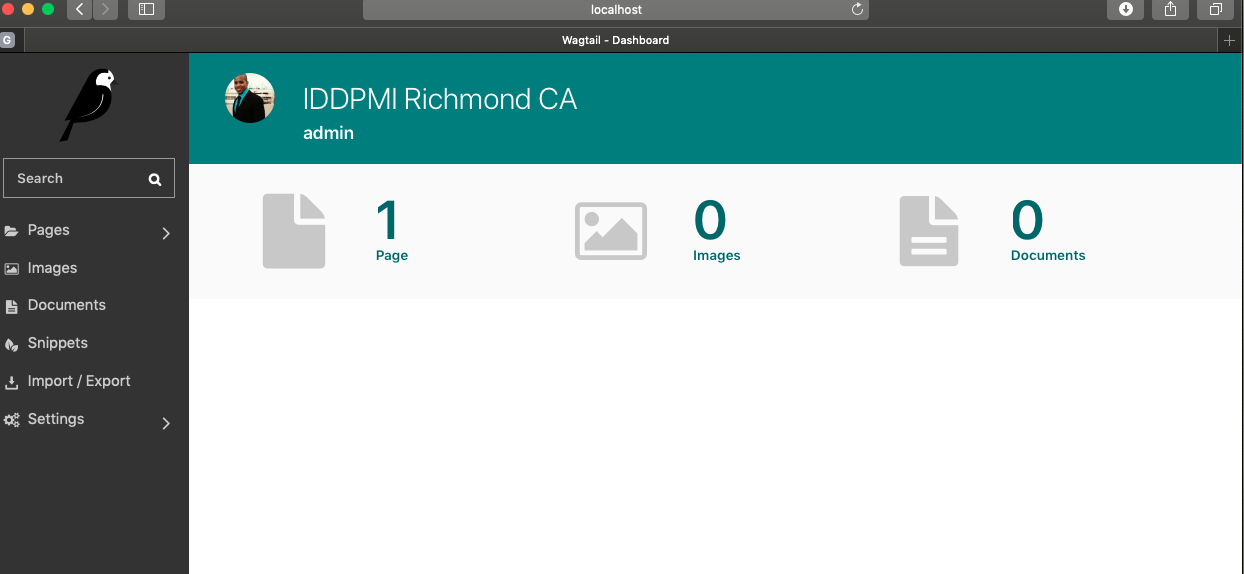 localhost
G
Wagtail - Dashboard
IDDPMI Richmond CA
admin
Search
Pages
Images
Documents
Snippets
Import / Export
Settings
1
Page
0
Images
0
Documents